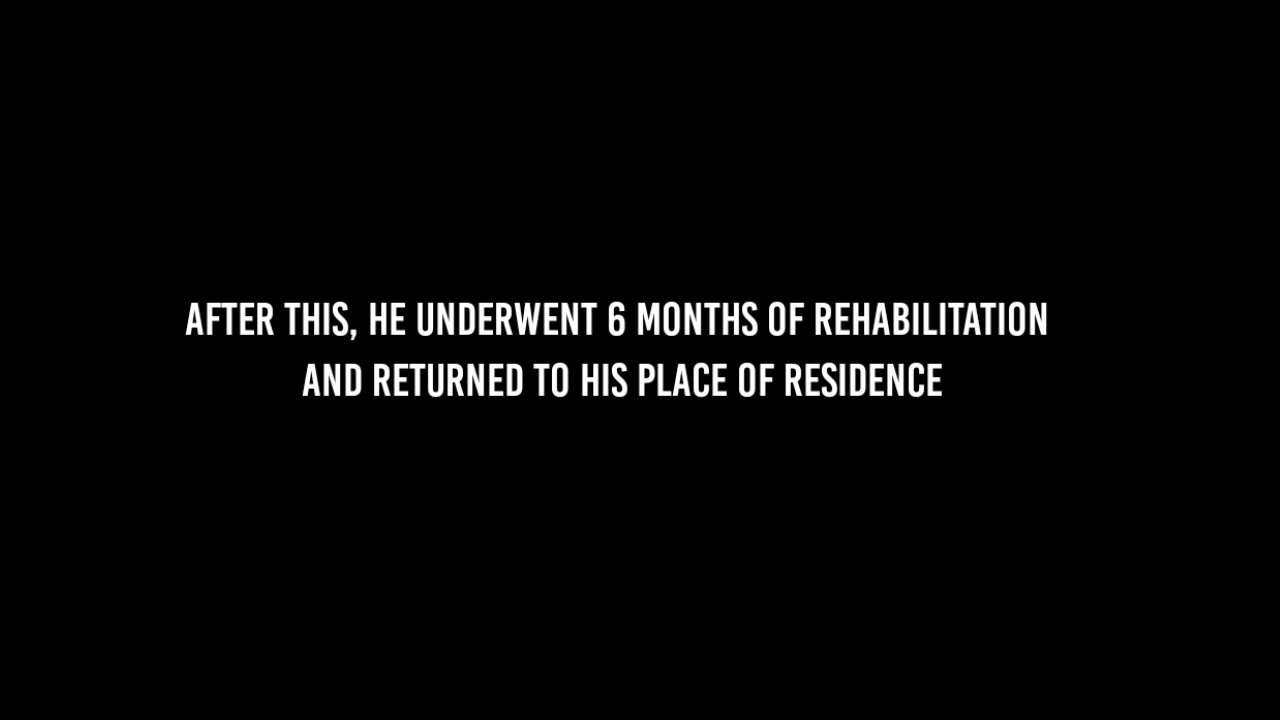 AFTER THIS, HE UNDERWENT 6 MONTHS OF REHABILITATION
AND RETURNED TO HIS PLACE OF RESIDENCE